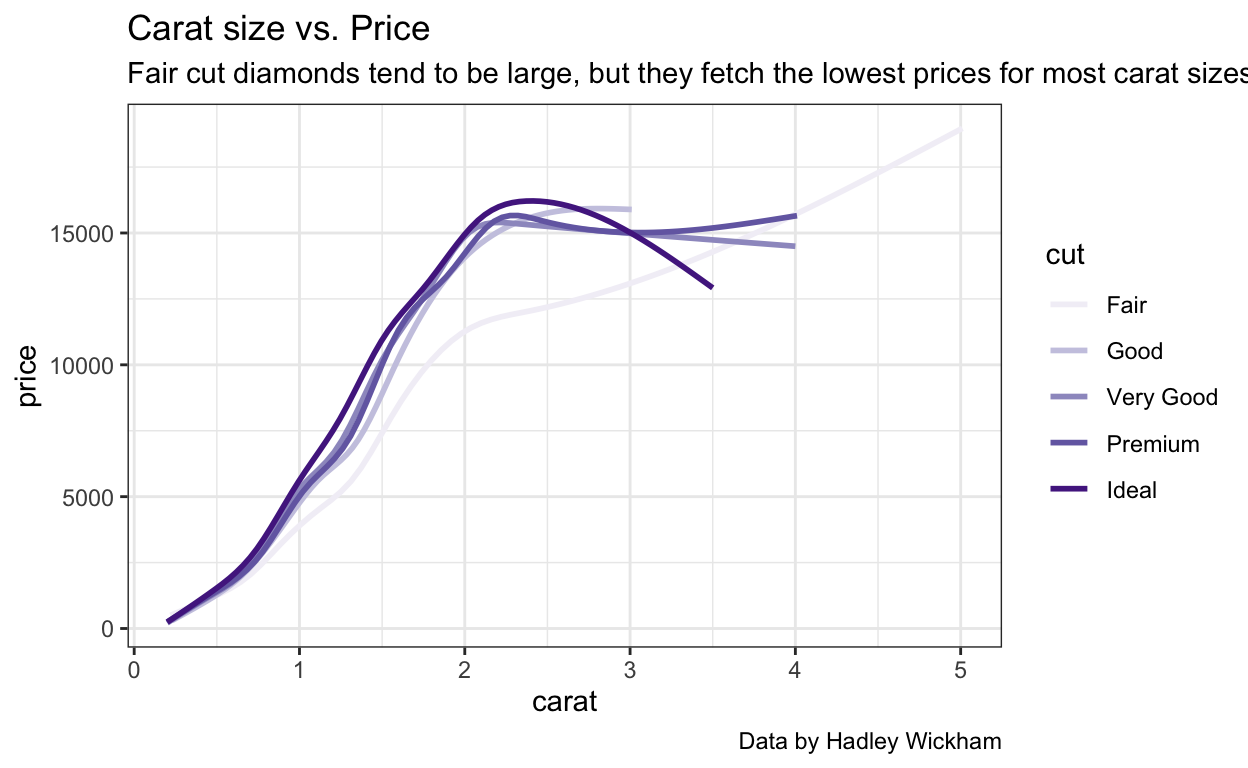 Carat size vs. Price
Fair cut diamonds tend to be large, but they fetch the lowest prices for most carat sizes
price
15000
10000
5000
0
0 1 2 3 4 5
carat
cut
Fair
Good
Very Good
Premium
Ideal
Data by Hadley Wickham